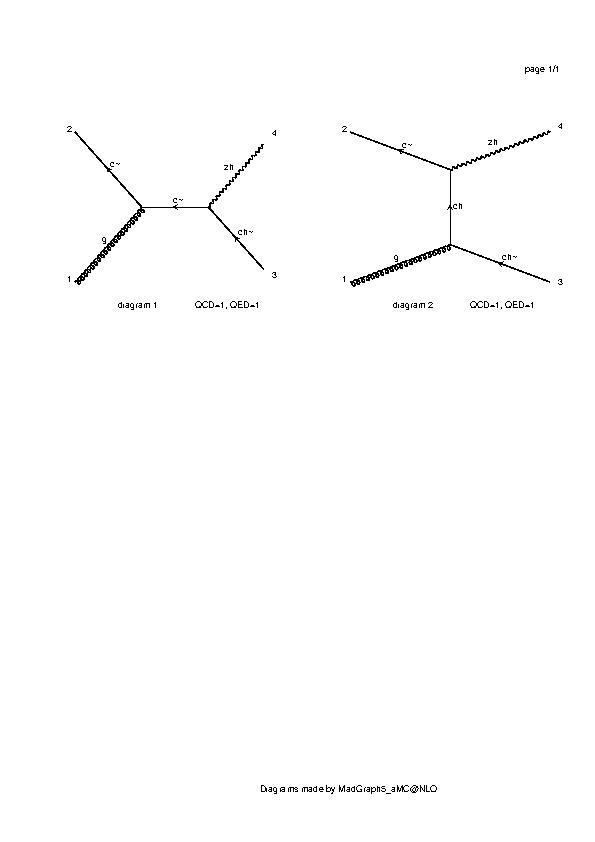 page 1/1
2
c~
g
1
c~
zh
4
ch~
3
diagram 1 QCD=1, QED=1
2
c~
zh
4
ch
g
1
ch~
3
diagram 2 QCD=1, QED=1
Diagrams made by MadGraph5_aMC@NLO